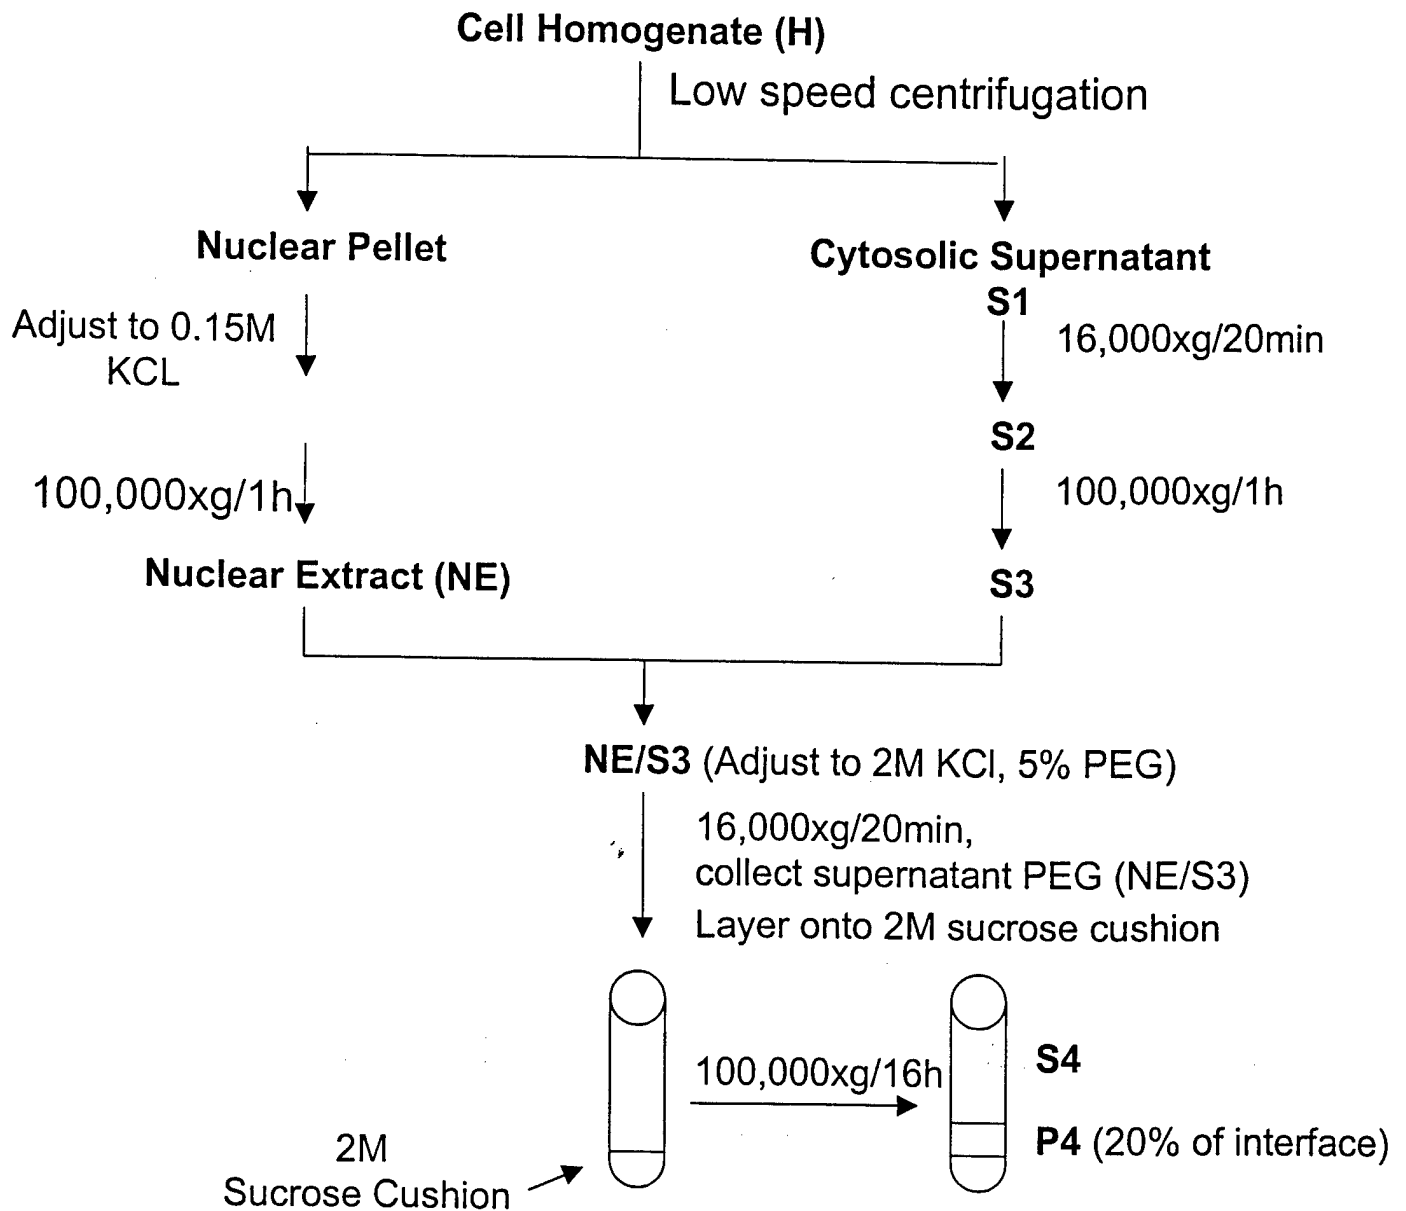 Cell Homogenate (H)
Low speed centrifugation
Nuclear Pellet
Cytosolic Supernatant
S1
Adjust to 0.15M
KCL
16,000xg/20min
S2
100,000xg/1h
100,000xg/1h
Nuclear Extract (NE)
S3
NE/S3 (Adjust to 2M KCl, 5% PEG)
16,000xg/20min,
collect supernatant PEG (NE/S3)
Layer onto 2M sucrose cushion
100,000xg/16h
S4
P4 (20% of interface)
2M
Sucrose Cushion